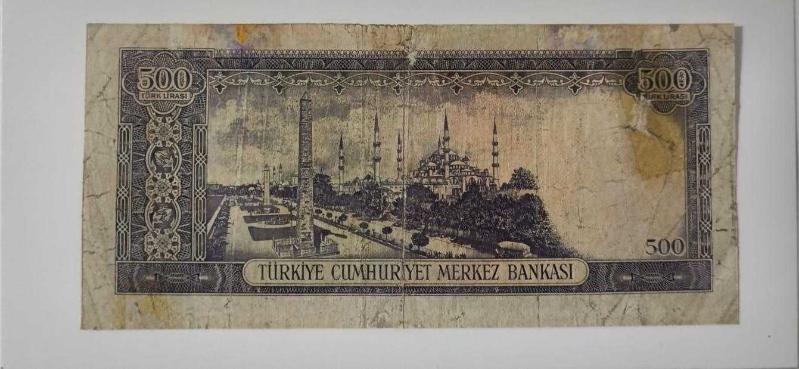 500
TÜRK LİRASI
500
TÜRK LİRASI
500
TÜRKİYE CUMHURİYET MERKEZ BANKASI